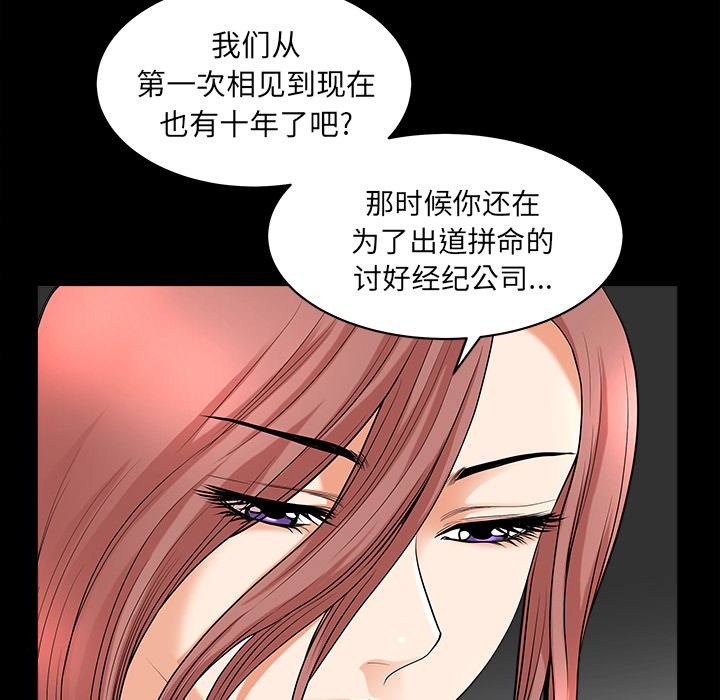 我们从
第一次相见到现在
也有十年了吧?
那时候你还在
为了出道拼命的
讨好经纪公司...